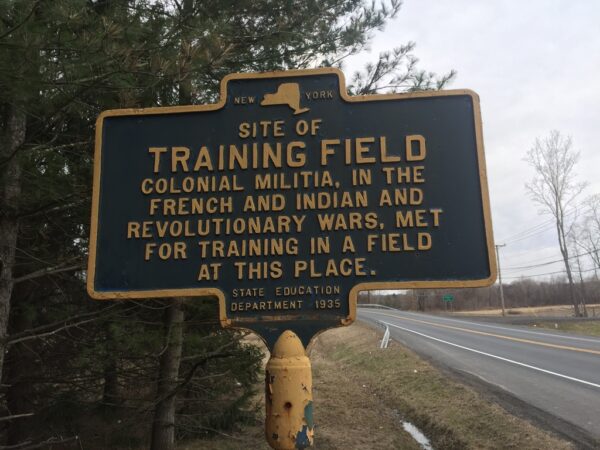 NEW YORK
SITE OF
TRAINING FIELD
COLONIAL MILITIA, IN THE
FRENCH AND INDIAN AND
REVOLUTIONARY WARS, MET
FOR TRAINING IN A FIELD
AT THIS PLACE.
STATE EDUCATION
DEPARTMENT 1935